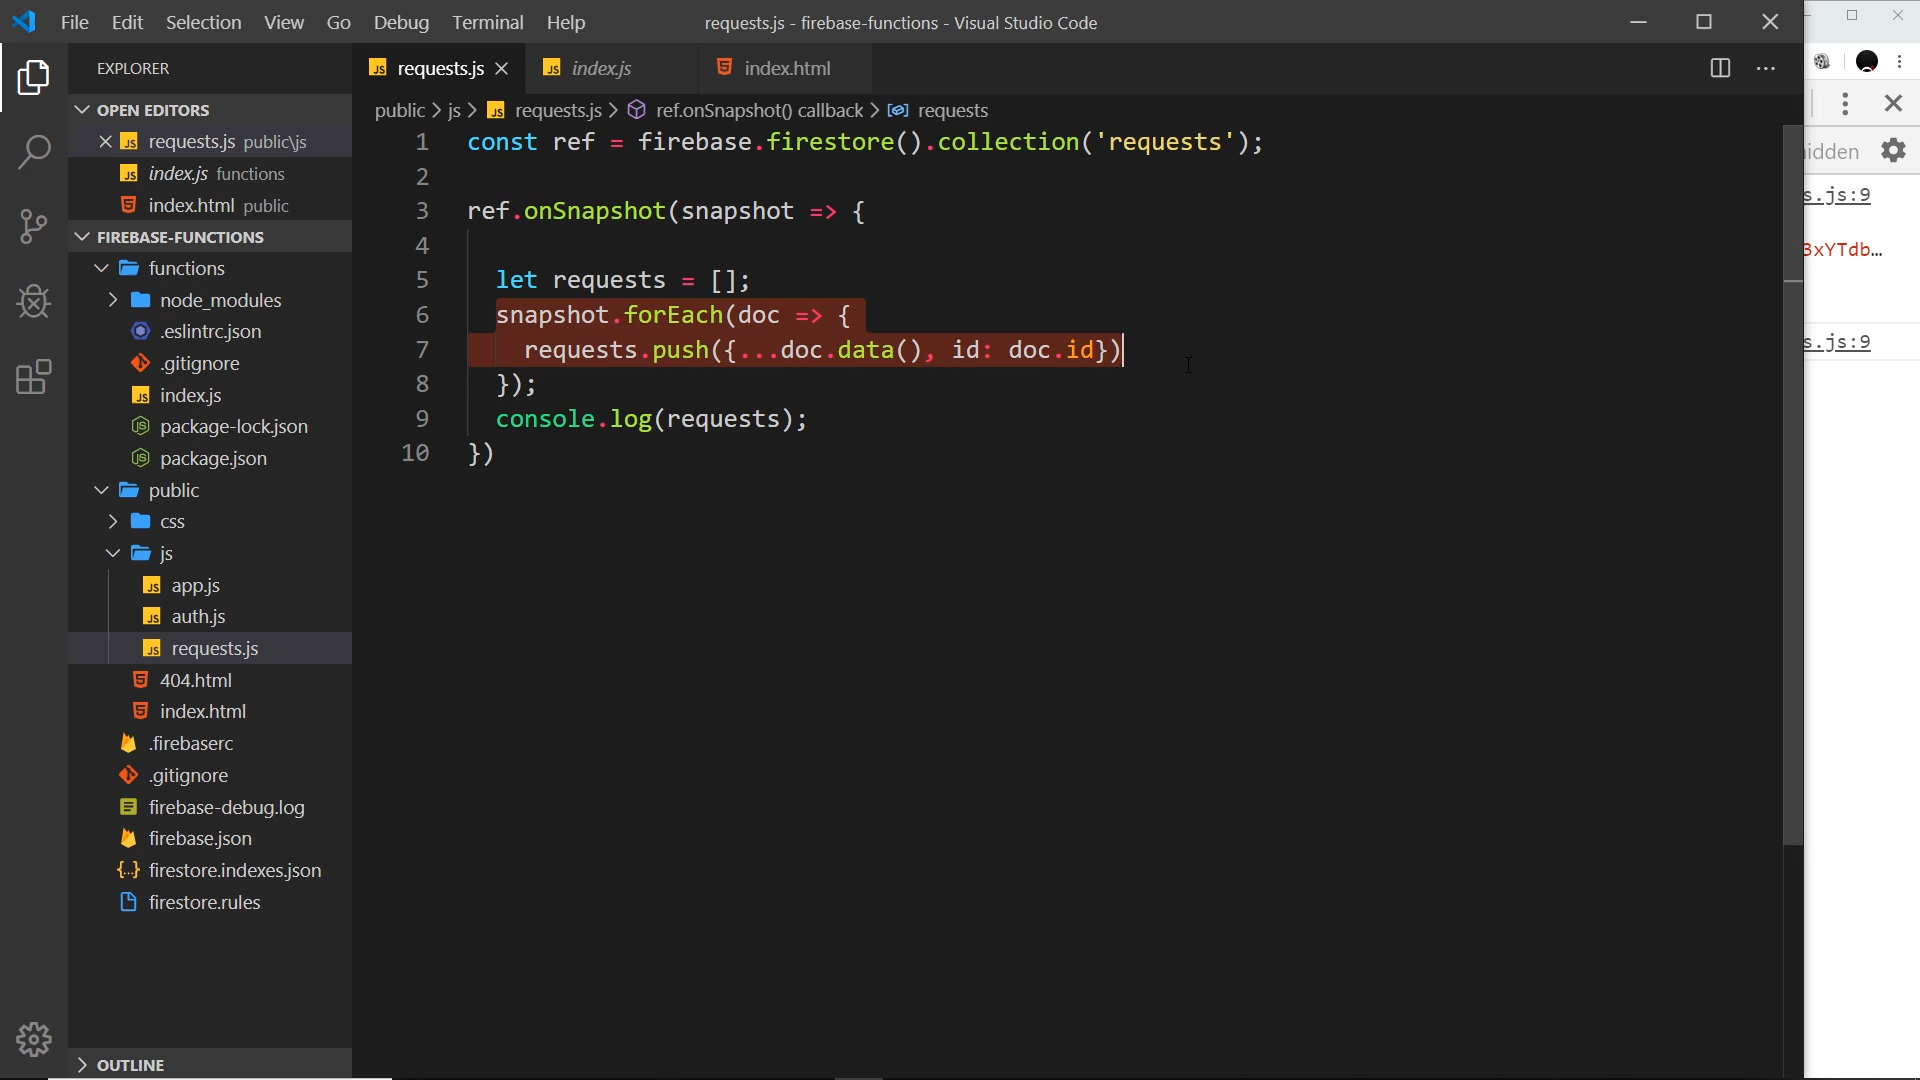 File Edit Selection View Go Debug Terminal Help
requests.js - firebase-functions - Visual Studio Code
EXPLORER
requests.js
index.js
index.html
OPEN EDITORS
requests.js public\js
index.js functions
index.html public
FIREBASE-FUNCTIONS
functions
node_modules
.eslintrc.json
.gitignore
index.js
package-lock.json
package.json
public
css
js
app.js
auth.js
requests.js
404.html
index.html
.firebaserc
.gitignore
firebase-debug.log
firebase.json
firestore.indexes.json
firestore.rules
OUTLINE
public > js > requests.js > ref.onSnapshot() callback > requests
1 const ref = firebase.firestore().collection('requests');
2
3 ref.onSnapshot(snapshot => {
4
5 let requests = [];
6 snapshot.forEach(doc => {
7 requests.push({...doc.data(), id: doc.id})
8 });
9 console.log(requests);
10 })
idden
s.js:9
3xYTdb…
s.js:9